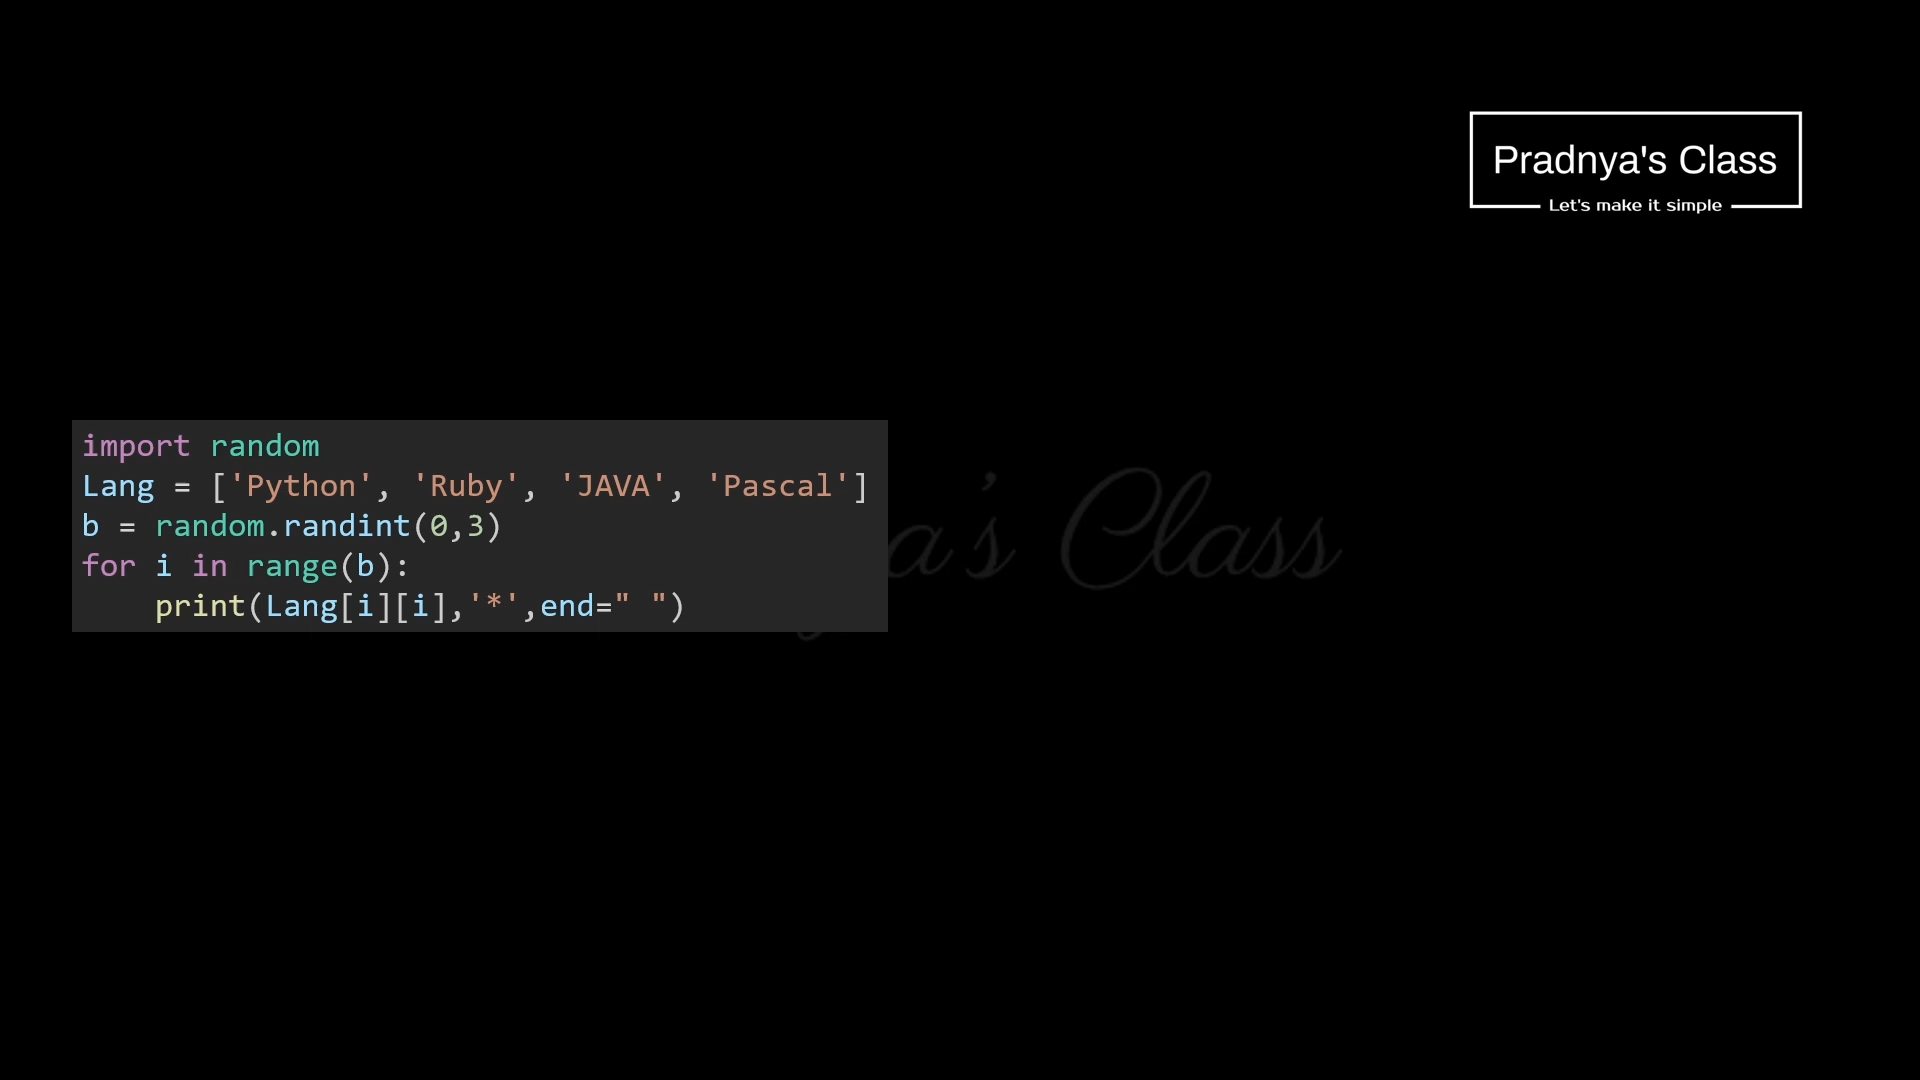 Pradnya's Class
Let's make it simple
import random
Lang = ['Python', 'Ruby', 'JAVA', 'Pascal']
b = random.randint(0,3)
for i in range(b):
    print(Lang[i][i],'*',end=" ")
a's Class